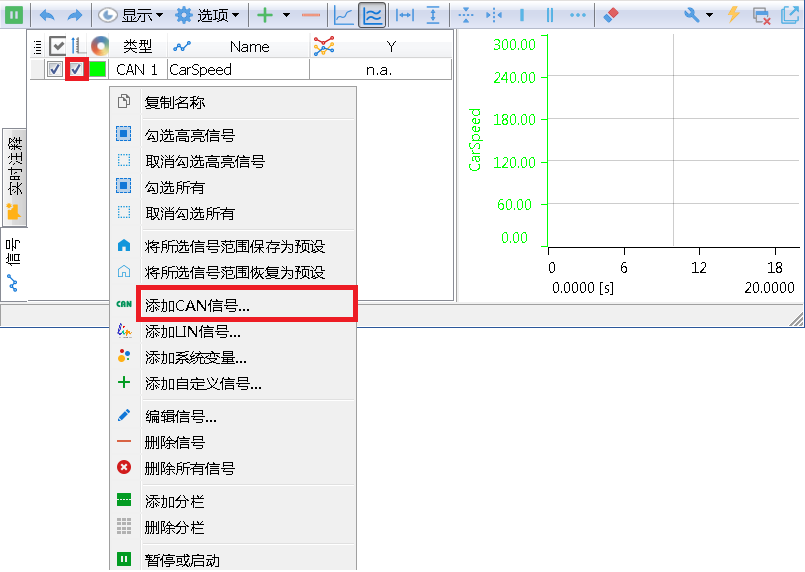 显示 选项
类型 Name Y
CAN 1 CarSpeed n.a.
复制名称
勾选高亮信号
取消勾选高亮信号
勾选所有
取消勾选所有
将所选信号范围保存为预设
将所选信号范围恢复为预设
CAN 添加CAN信号...
lin 添加LIN信号...
添加系统变量...
添加自定义信号...
编辑信号...
删除信号
删除所有信号
添加分栏
删除分栏
暂停或启动
实时注释
信号
CarSpeed
300.00
240.00
180.00
120.00
60.00
0.00
0 6 12 18
0.0000 [s] 20.0000